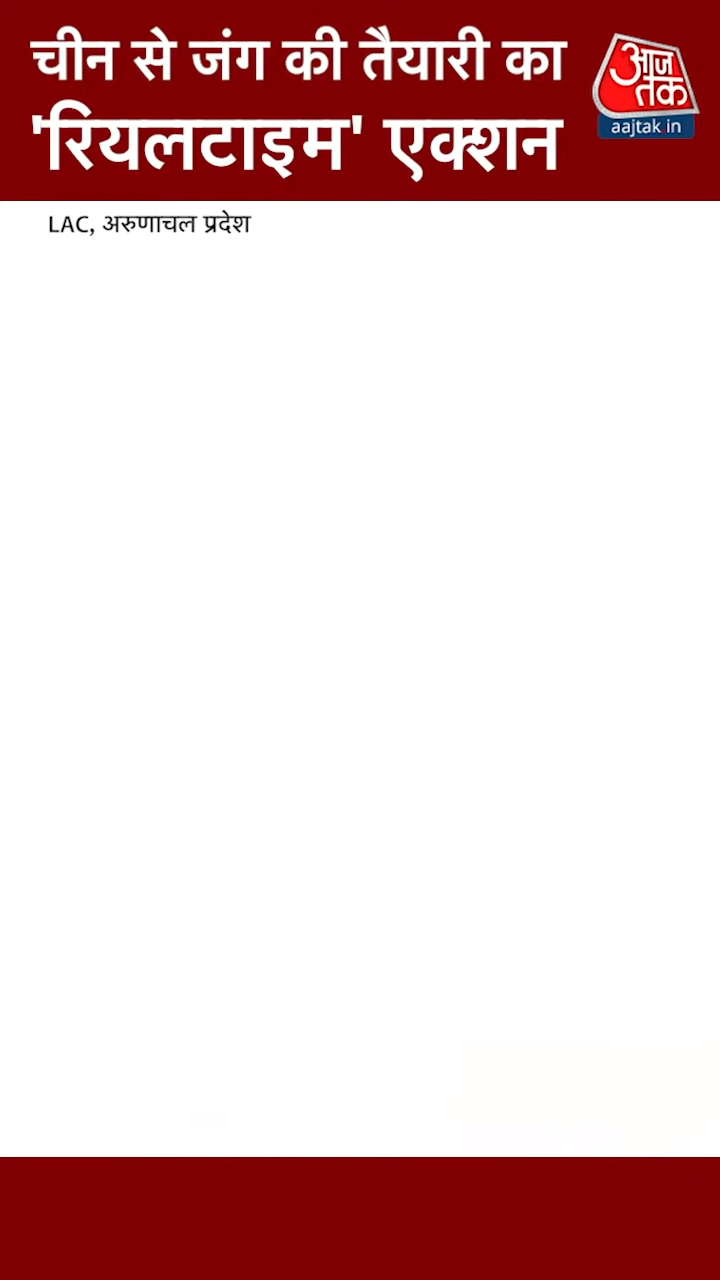 चीन से जंग की तैयारी का
'रियलटाइम' एक्शन
आज
तक
aajtak.in
LAC, अरुणाचल प्रदेश